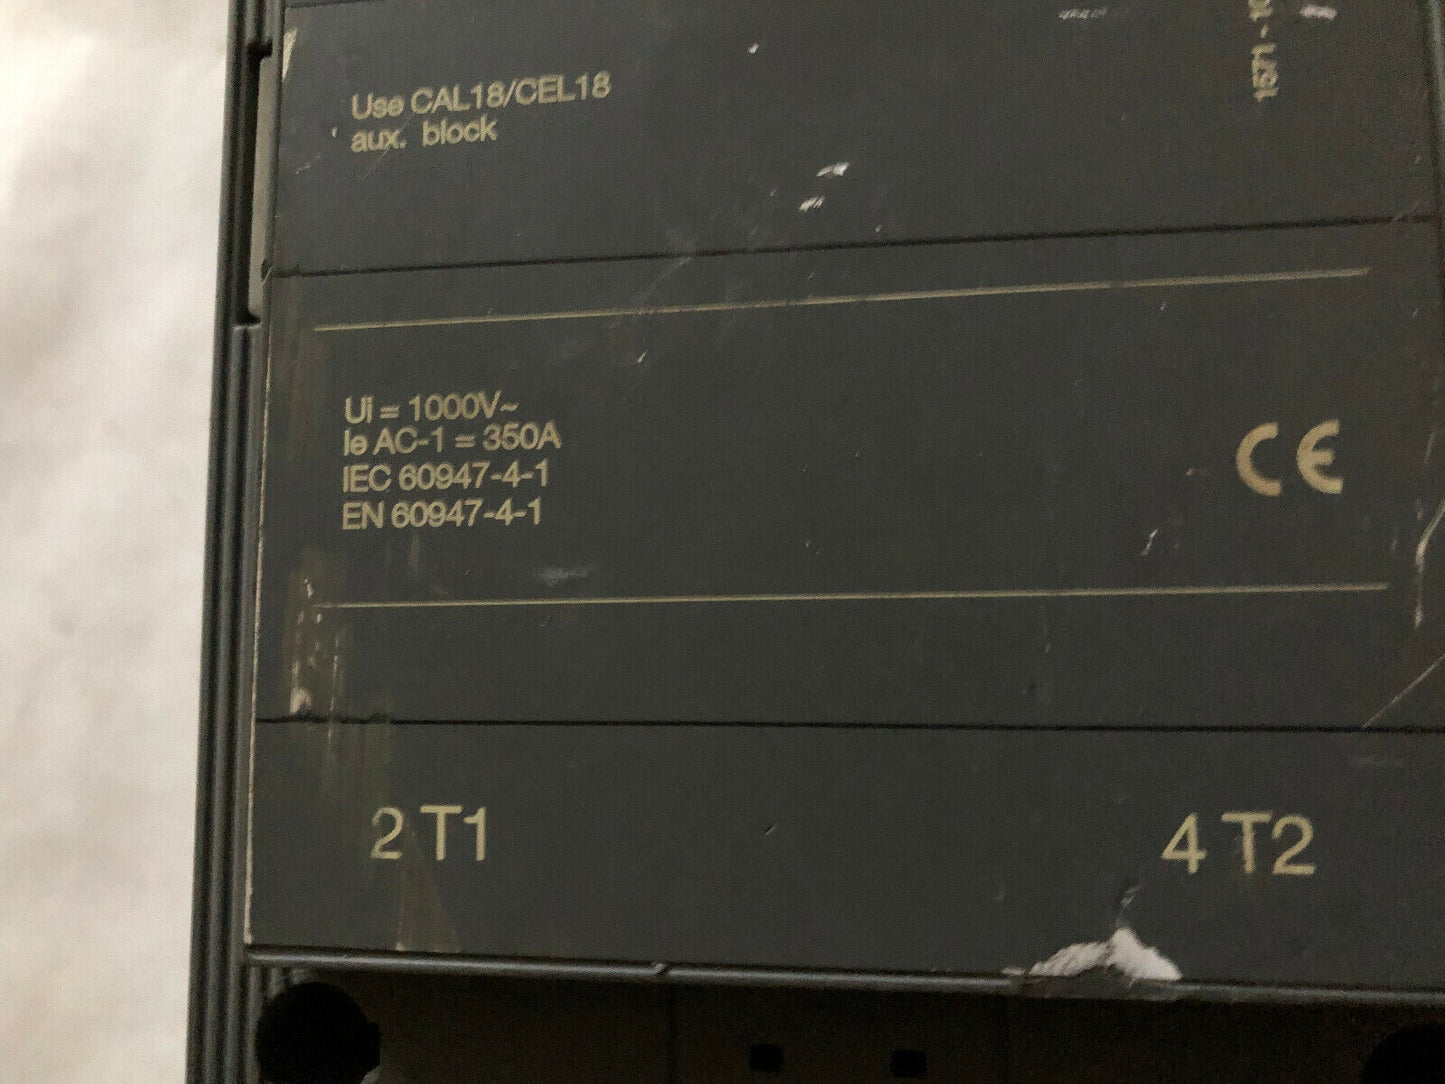 Use CAL18/CEL18
aux. block
Ui = 1000V~
Ie AC-1 = 350A
IEC 60947-4-1
EN 60947-4-1
CE
2 T1
4 T2